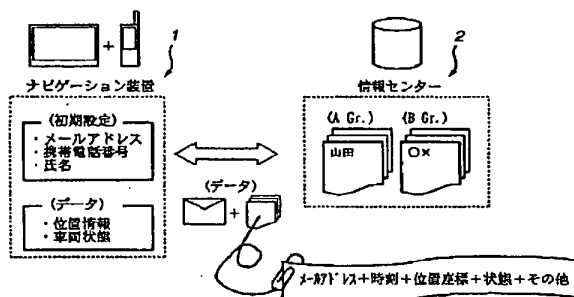 1
2
ナビゲーション装置
(初期設定)
・メールアドレス
・携帯電話番号
・氏名
(データ)
・位置情報
・車両状態
(データ)
情報センター
(A Gr.)
(B Gr.)
山田
〇×
メールアドレス+時刻+位置座標+状態+その他